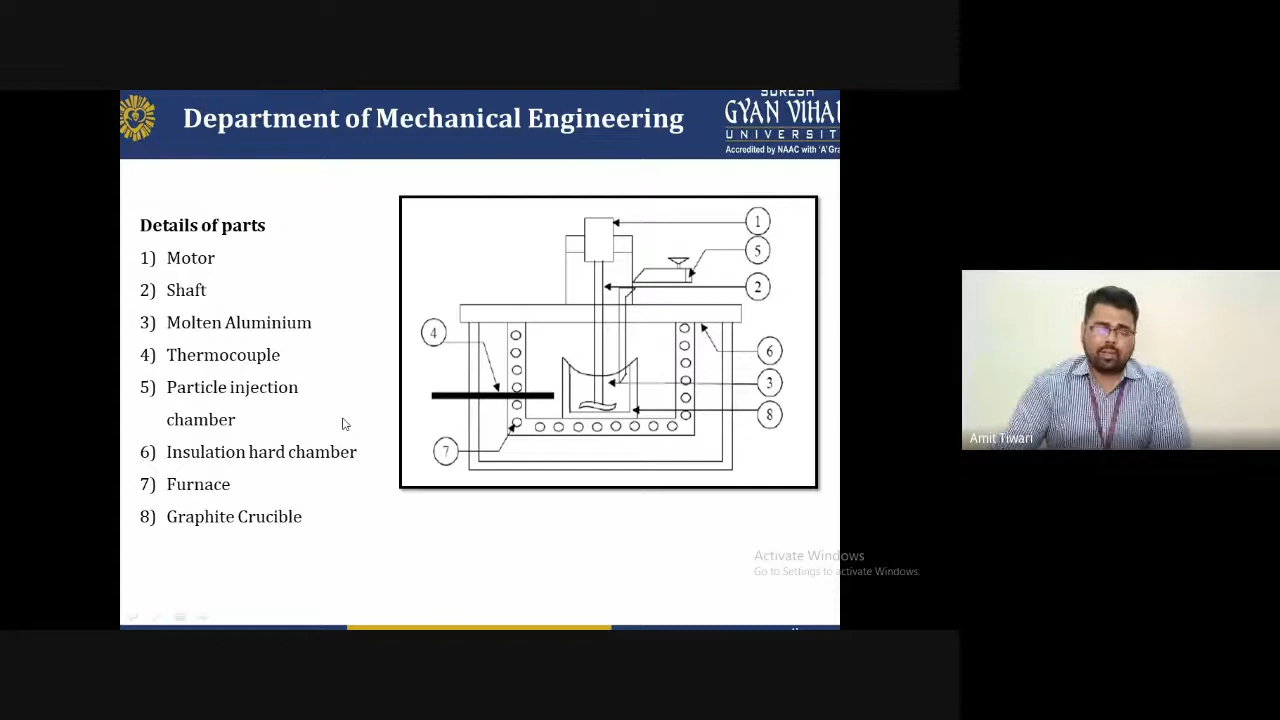 Department of Mechanical Engineering
SURESH
GYAN VIHA
UNIVERSIT
Accredited by NAAC with 'A' Gra
Details of parts
1) Motor
2) Shaft
3) Molten Aluminium
4) Thermocouple
5) Particle injection
chamber
6) Insulation hard chamber
7) Furnace
8) Graphite Crucible
1
5
2
4
6
3
8
7
Amit Tiwari
Activate Windows
Go to Settings to activate Windows.